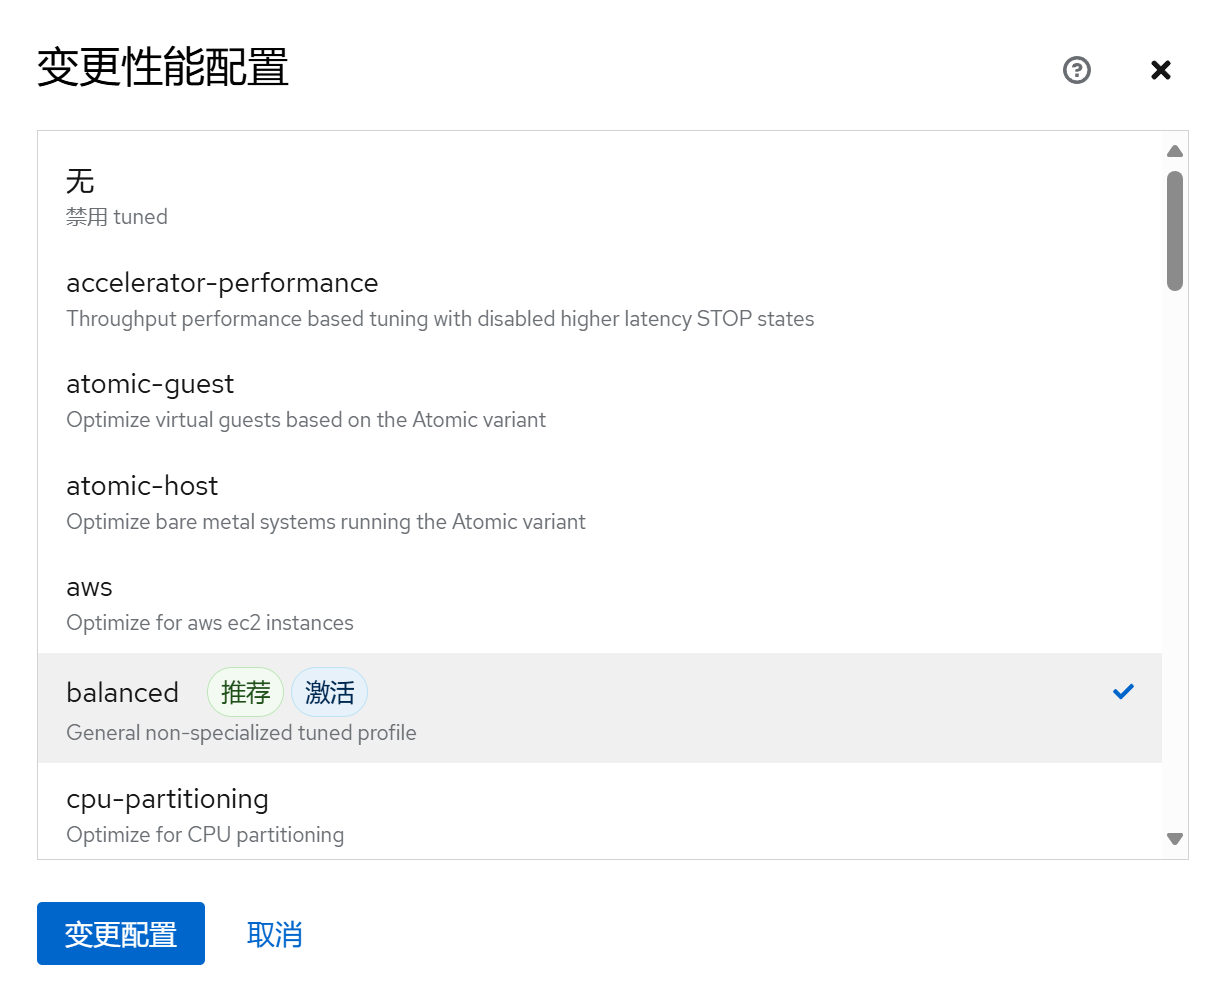 变更性能配置
无
禁用 tuned
accelerator-performance
Throughput performance based tuning with disabled higher latency STOP states
atomic-guest
Optimize virtual guests based on the Atomic variant
atomic-host
Optimize bare metal systems running the Atomic variant
aws
Optimize for aws ec2 instances
balanced 推荐 激活
General non-specialized tuned profile
cpu-partitioning
Optimize for CPU partitioning
变更配置 取消